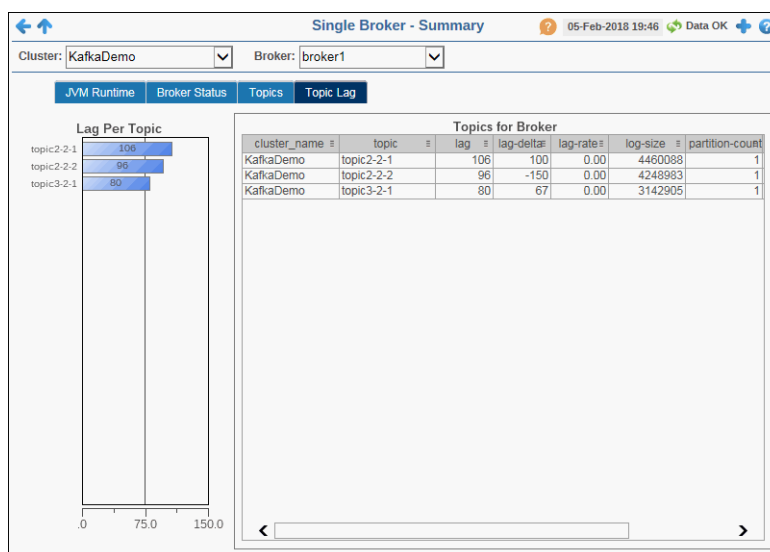 Single Broker - Summary
05-Feb-2018 19:46 Data OK
Cluster: KafkaDemo Broker: broker1
JVM Runtime Broker Status Topics Topic Lag
Lag Per Topic
topic2-2-1 106
topic2-2-2 96
topic3-2-1 80
.0 75.0 150.0
Topics for Broker
cluster_name topic lag lag-delta lag-rate log-size partition-count
KafkaDemo topic2-2-1 106 100 0.00 4460088 1
KafkaDemo topic2-2-2 96 -150 0.00 4248983 1
KafkaDemo topic3-2-1 80 67 0.00 3142905 1